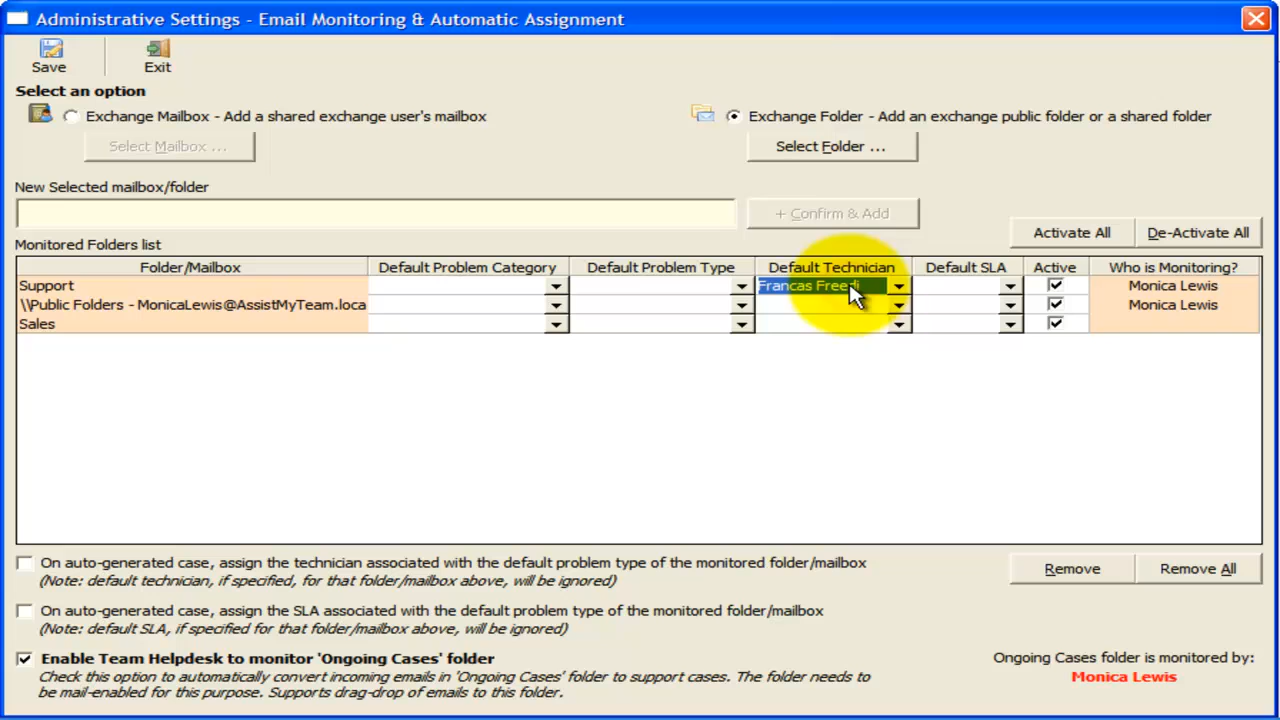 Administrative Settings - Email Monitoring & Automatic Assignment
Save Exit
Select an option
Exchange Mailbox - Add a shared exchange user's mailbox Exchange Folder - Add an exchange public folder or a shared folder
Select Mailbox ... Select Folder ...
New Selected mailbox/folder
+ Confirm & Add
Activate All De-Activate All
Monitored Folders list
Folder/Mailbox Default Problem Category Default Problem Type Default Technician Default SLA Active Who is Monitoring?
Support Francas Freedi Monica Lewis
\\Public Folders - MonicaLewis@AssistMyTeam.loca Monica Lewis
Sales
On auto-generated case, assign the technician associated with the default problem type of the monitored folder/mailbox
(Note: default technician, if specified, for that folder/mailbox above, will be ignored)
Remove Remove All
On auto-generated case, assign the SLA associated with the default problem type of the monitored folder/mailbox
(Note: default SLA, if specified for that folder/mailbox above, will be ignored)
Enable Team Helpdesk to monitor 'Ongoing Cases' folder
Check this option to automatically convert incoming emails in 'Ongoing Cases' folder to support cases. The folder needs to
be mail-enabled for this purpose. Supports drag-drop of emails to this folder.
Ongoing Cases folder is monitored by:
Monica Lewis